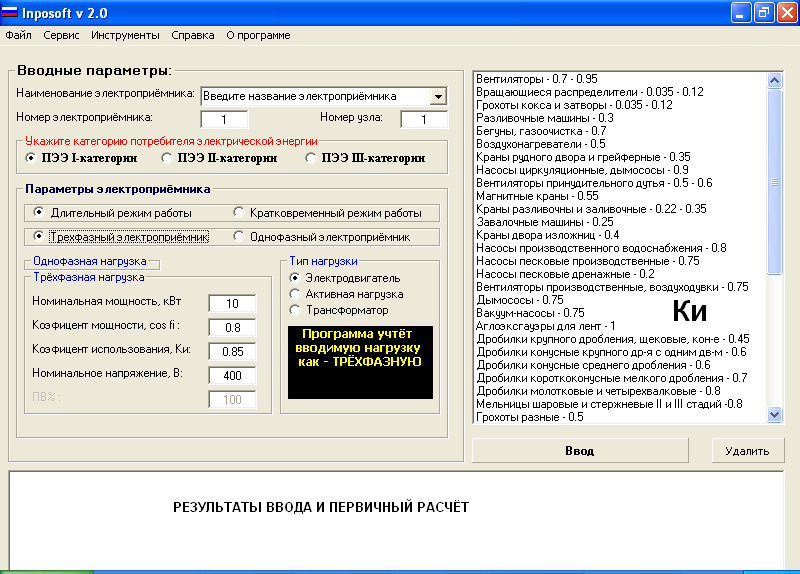 Inposoft v 2.0
Файл Сервис Инструменты Справка О программе
Вводные параметры:
Наименование электроприёмника: Введите название электроприёмника
Номер электроприёмника: 1 Номер узла: 1
Укажите категорию потребителя электрической энергии
ПЭЭ I-категории ПЭЭ II-категории ПЭЭ III-категории
Параметры электроприёмника
Длительный режим работы Кратковременный режим работы
Трехфазный электроприёмник Однофазный электроприёмник
Однофазная нагрузка
Трёхфазная нагрузка
Номинальная мощность, кВт 10
Коэфицент мощности, cos fi : 0.8
Коэфицент использования, Ки: 0.85
Номинальное напряжение, В: 400
ПВ% : 100
Тип нагрузки
Электродвигатель
Активная нагрузка
Трансформатор
Программа учтёт
вводимую нагрузку
как - ТРЁХФАЗНУЮ
Вентиляторы - 0.7 - 0.95
Вращающиеся распределители - 0.035 - 0.12
Грохоты кокса и затворы - 0.035 - 0.12
Разливочные машины - 0.3
Бегуны, газоочистка - 0.7
Воздухонагреватели - 0.5
Краны рудного двора и грейферные - 0.35
Насосы циркуляционные, дымососы - 0.9
Вентиляторы принудительного дутья - 0.5 - 0.6
Магнитные краны - 0.55
Краны разливочны и заливочные - 0.22 - 0.35
Завалочные машины - 0.25
Краны двора изложниц - 0.4
Насосы производственного водоснабжения - 0.8
Насосы песковые производственные - 0.75
Насосы песковые дренажные - 0.2
Вентиляторы производственные, воздуходувки - 0.75
Дымососы - 0.75
Вакуум-насосы - 0.75
Аглоэксгаузры для лент - 1
Дробилки крупного дробления, щековые, кон-е - 0.45
Дробилки конусные крупного др-я с одним дв-м - 0.6
Дробилки конусные среднего дробления - 0.6
Дробилки короткоконусные мелкого дробления - 0.7
Дробилки молотковые и четырехвалковые - 0.8
Мельницы шаровые и стержневые II и III стадий -0.8
Грохоты разные - 0.5
Ки
Ввод Удалить
РЕЗУЛЬТАТЫ ВВОДА И ПЕРВИЧНЫЙ РАСЧЁТ